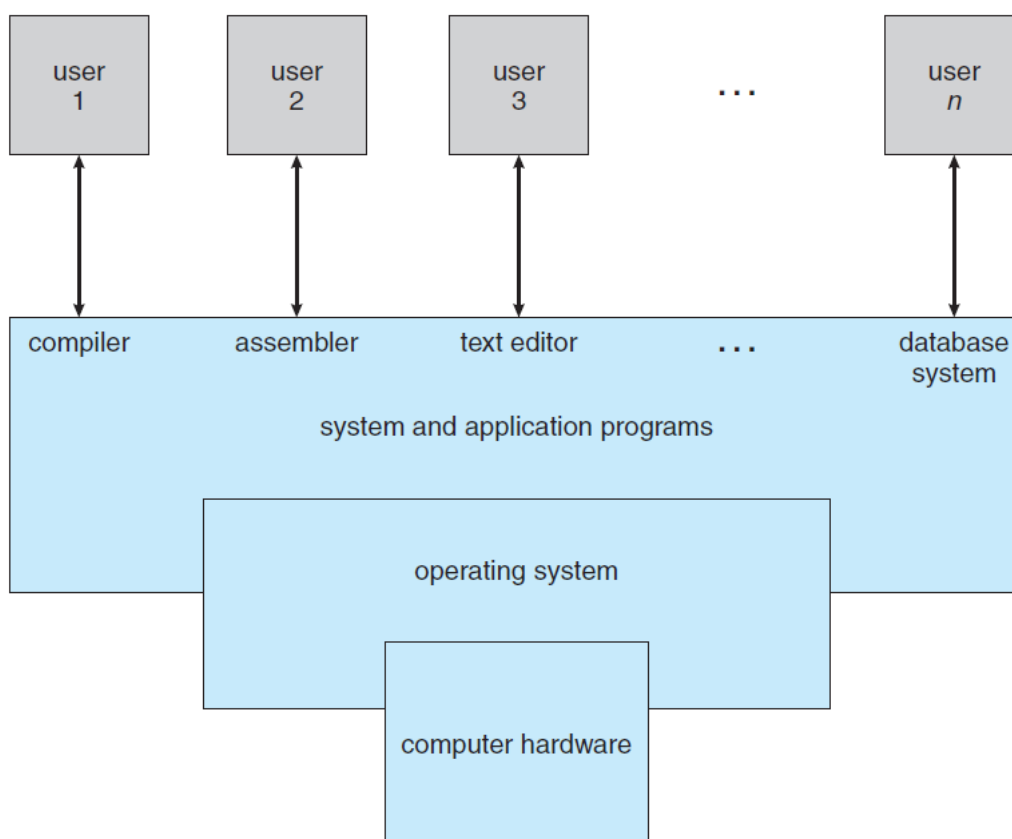 user
1
user
2
user
3
...
user
n
compiler
assembler
text editor
...
database
system
system and application programs
operating system
computer hardware